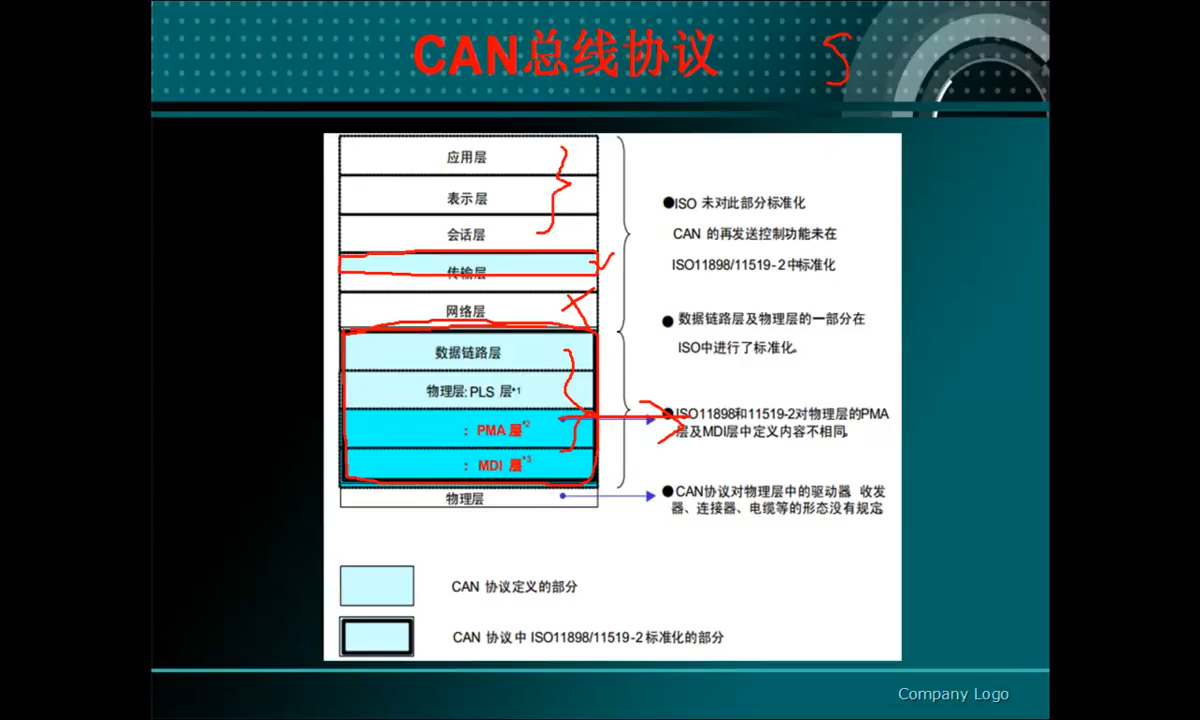 CAN总线协议
应用层
表示层
会话层
传输层
网络层
数据链路层
物理层:PLS 层*1
: PMA 层*2
: MDI 层*3
物理层
●ISO 未对此部分标准化
CAN 的再发送控制功能未在
ISO11898/11519-2中标准化
● 数据链路层及物理层的一部分在
ISO中进行了标准化。
●ISO11898和11519-2对物理层的PMA
层及MDI层中定义内容不相同。
●CAN协议对物理层中的驱动器、收发
器、连接器、电缆等的形态没有规定。
CAN 协议定义的部分
CAN 协议中 ISO11898/11519-2 标准化的部分
Company Logo